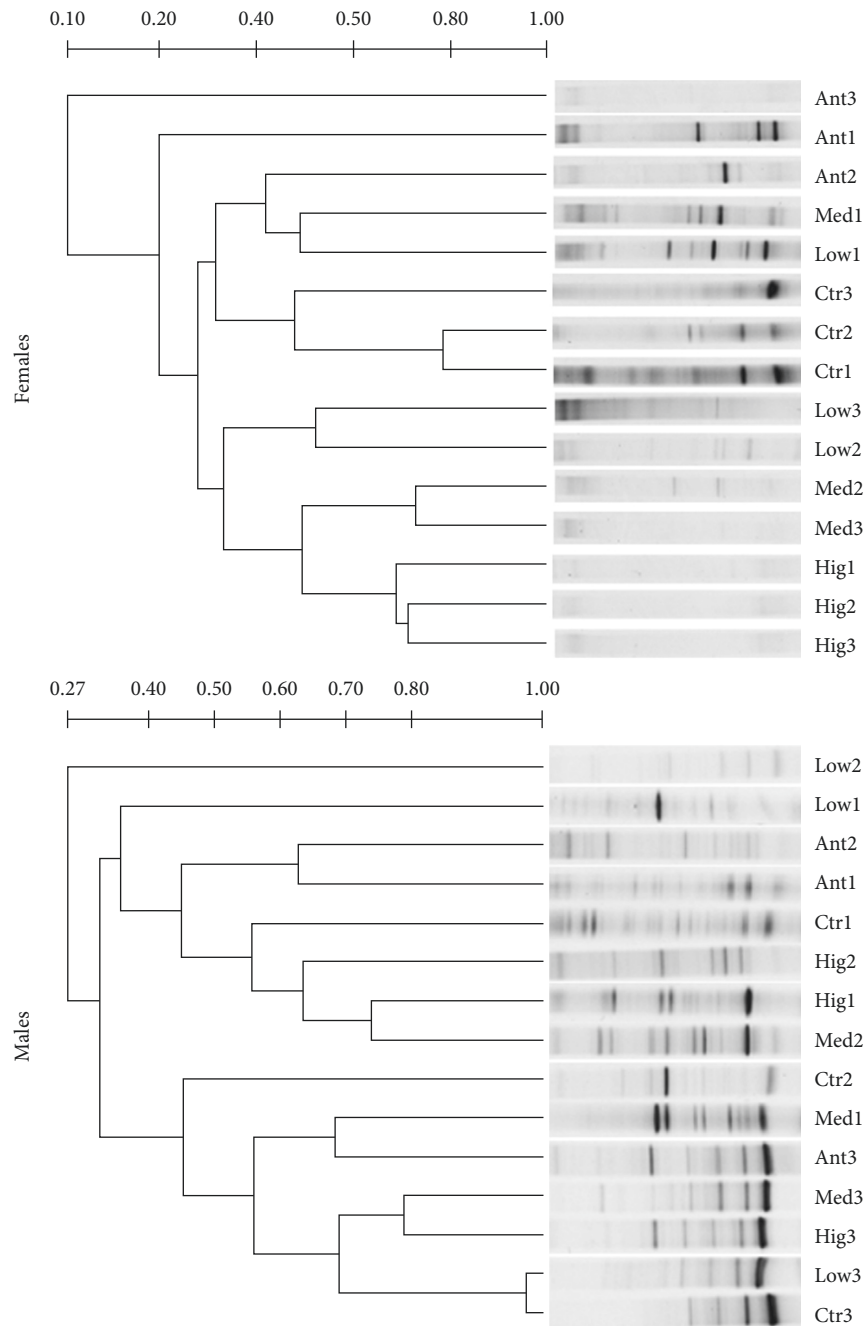 0.10 0.20 0.40 0.50 0.80 1.00
Ant3
Ant1
Ant2
Med1
Low1
Ctr3
Ctr2
Ctr1
Low3
Low2
Med2
Med3
Hig1
Hig2
Hig3
Females
0.27 0.40 0.50 0.60 0.70 0.80 1.00
Low2
Low1
Ant2
Ant1
Ctr1
Hig2
Hig1
Med2
Ctr2
Med1
Ant3
Med3
Hig3
Low3
Ctr3
Males